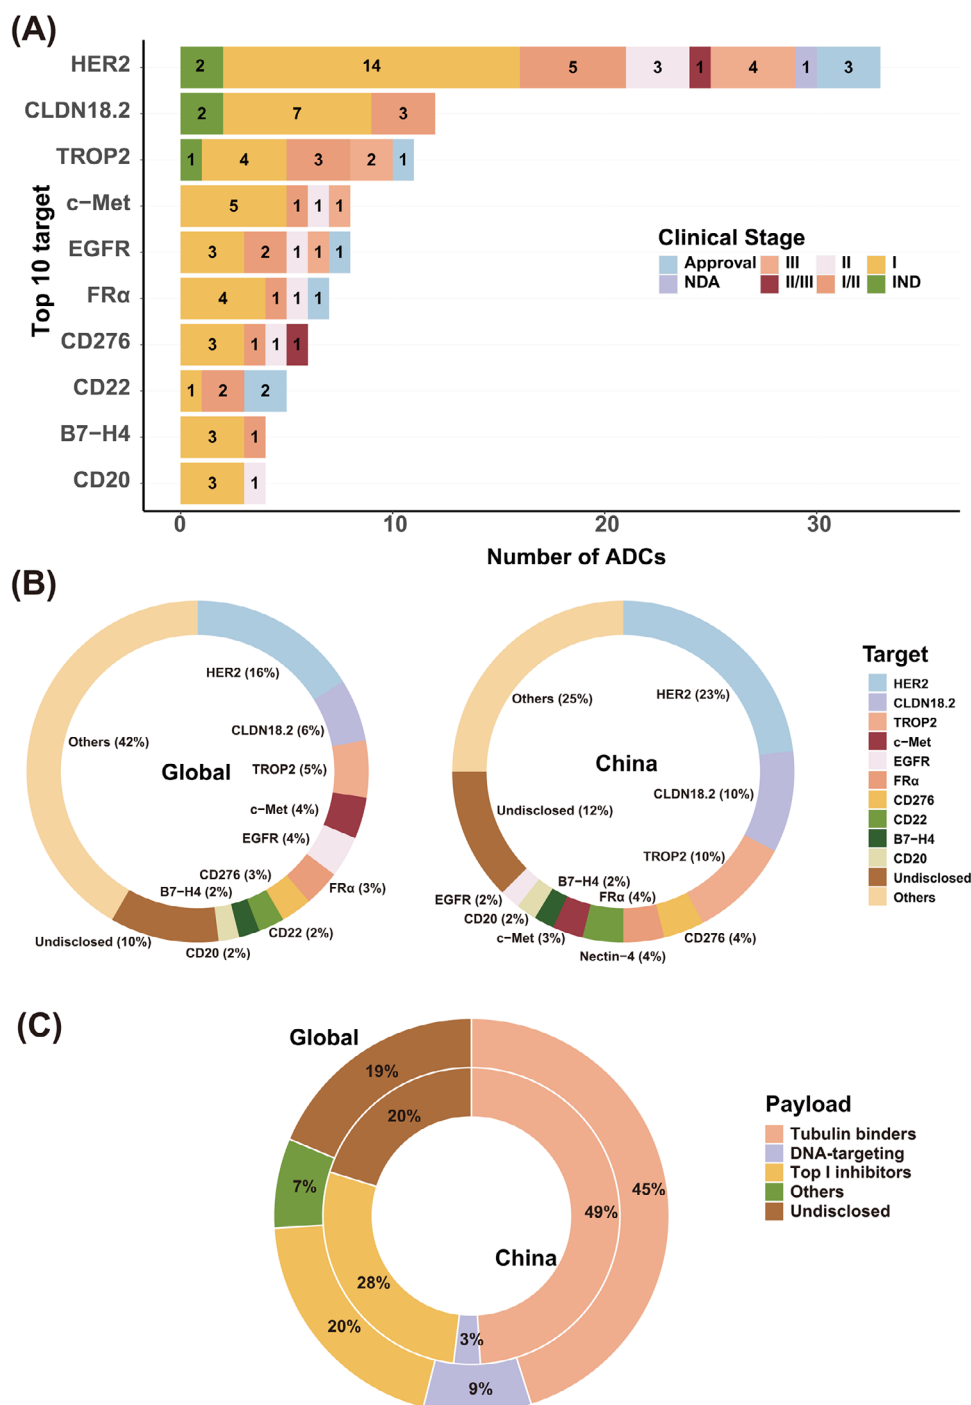 (A)
HER2 2 14 5 3 1 4 1 3
CLDN18.2 2 7 3
TROP2 1 4 3 2 1
c−Met 5 1 1 1
EGFR 3 2 1 1 1
FRα 4 1 1 1
CD276 3 1 1 1
CD22 1 2 2
B7−H4 3 1
CD20 3 1
Top 10 target
Clinical Stage
Approval III II I
NDA II/III I/II IND
0 10 20 30
Number of ADCs
(B)
Global
HER2 (16%)
CLDN18.2 (6%)
TROP2 (5%)
c−Met (4%)
EGFR (4%)
FRα (3%)
CD276 (3%)
CD22 (2%)
B7−H4 (2%)
CD20 (2%)
Undisclosed (10%)
Others (42%)
China
HER2 (23%)
CLDN18.2 (10%)
TROP2 (10%)
CD276 (4%)
FRα (4%)
Nectin−4 (4%)
c−Met (3%)
B7−H4 (2%)
CD20 (2%)
EGFR (2%)
Undisclosed (12%)
Others (25%)
Target
HER2
CLDN18.2
TROP2
c−Met
EGFR
FRα
CD276
CD22
B7−H4
CD20
Undisclosed
Others
(C)
Global
19%
20%
7%
45%
49%
China
28%
20%
3%
9%
Payload
Tubulin binders
DNA-targeting
Top I inhibitors
Others
Undisclosed